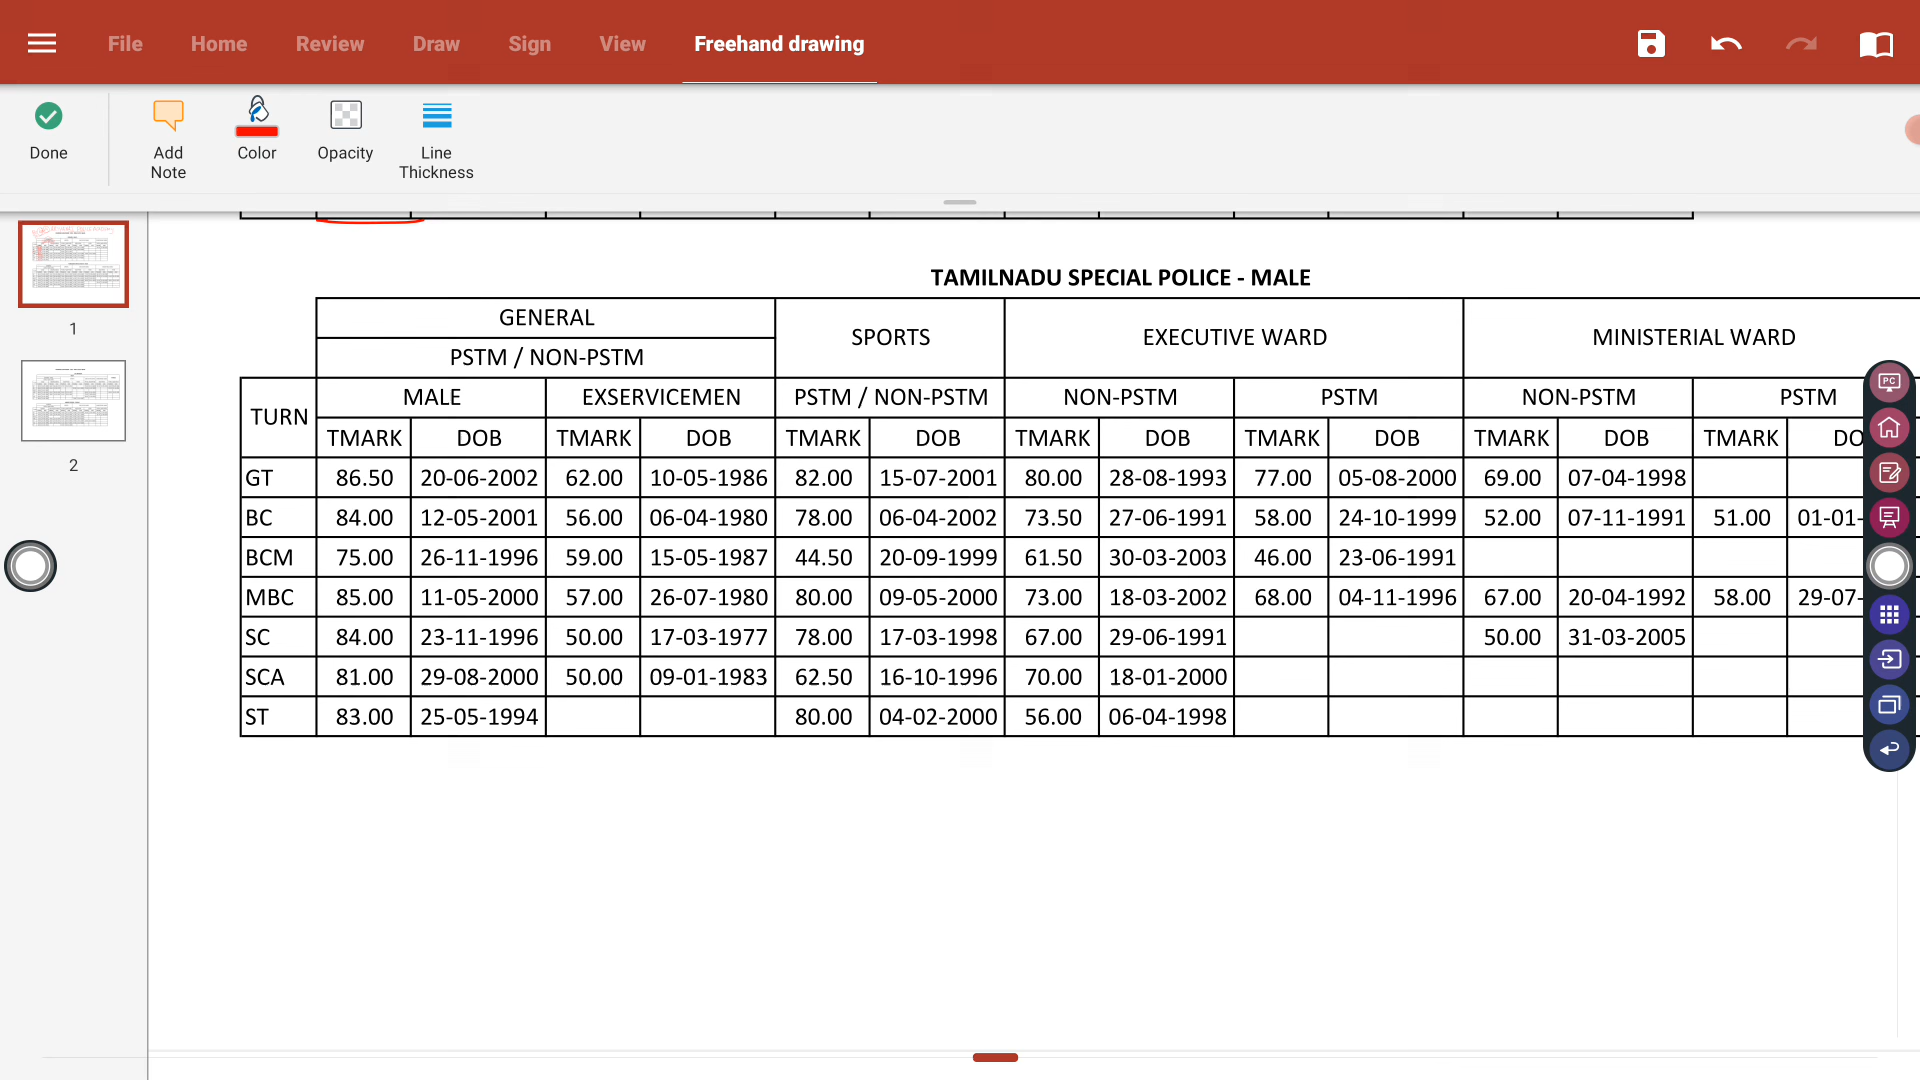 File Home Review Draw Sign View Freehand drawing
Done Add Note Color Opacity Line Thickness
1
2
TAMILNADU SPECIAL POLICE - MALE
GENERAL SPORTS EXECUTIVE WARD MINISTERIAL WARD
PSTM / NON-PSTM
TURN MALE EXSERVICEMEN PSTM / NON-PSTM NON-PSTM PSTM NON-PSTM PSTM
TMARK DOB TMARK DOB TMARK DOB TMARK DOB TMARK DOB TMARK DOB TMARK DO
GT 86.50 20-06-2002 62.00 10-05-1986 82.00 15-07-2001 80.00 28-08-1993 77.00 05-08-2000 69.00 07-04-1998
BC 84.00 12-05-2001 56.00 06-04-1980 78.00 06-04-2002 73.50 27-06-1991 58.00 24-10-1999 52.00 07-11-1991 51.00 01-01-
BCM 75.00 26-11-1996 59.00 15-05-1987 44.50 20-09-1999 61.50 30-03-2003 46.00 23-06-1991
MBC 85.00 11-05-2000 57.00 26-07-1980 80.00 09-05-2000 73.00 18-03-2002 68.00 04-11-1996 67.00 20-04-1992 58.00 29-07-
SC 84.00 23-11-1996 50.00 17-03-1977 78.00 17-03-1998 67.00 29-06-1991 50.00 31-03-2005
SCA 81.00 29-08-2000 50.00 09-01-1983 62.50 16-10-1996 70.00 18-01-2000
ST 83.00 25-05-1994 80.00 04-02-2000 56.00 06-04-1998
PC